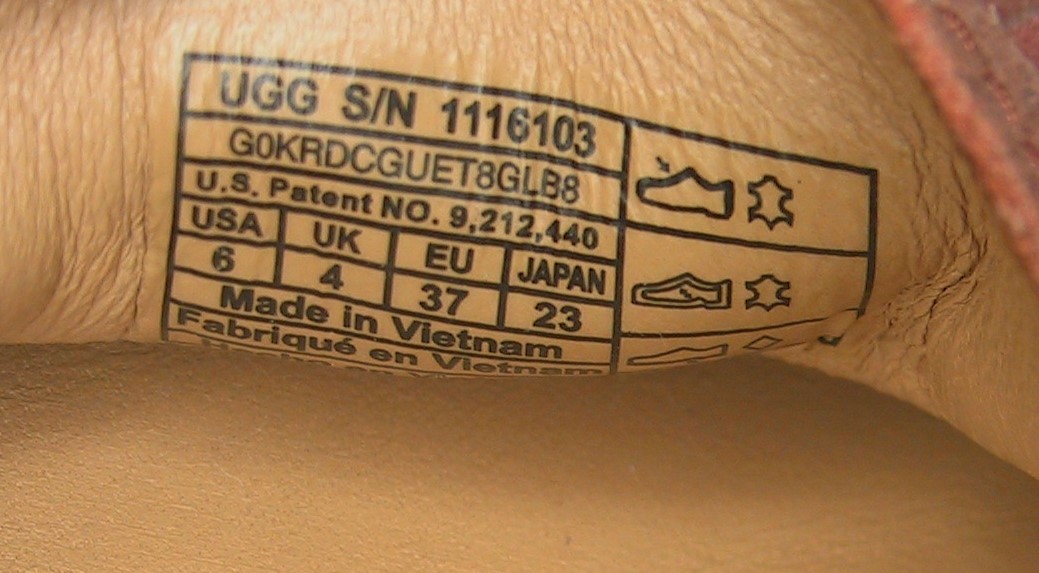 UGG S/N 1116103
G0KRDCGUET8GLB8
U.S. Patent NO. 9,212,440
USA UK EU JAPAN
6 4 37 23
Made in Vietnam
Fabriqué en Vietnam